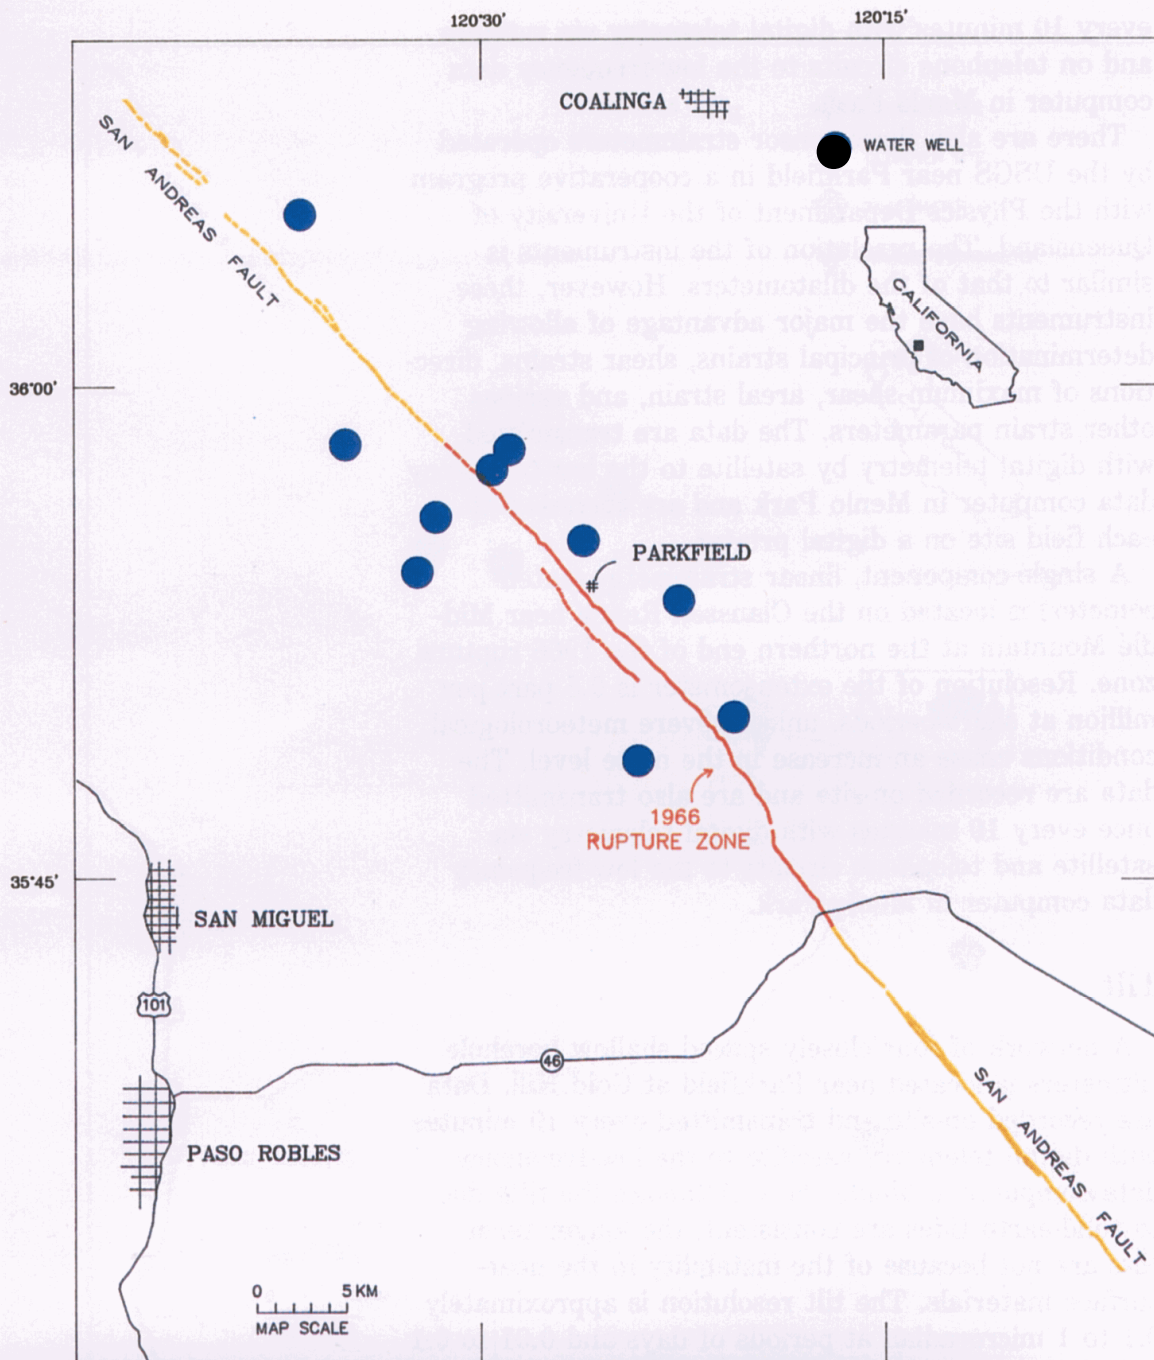 120°30'
120°15'
COALINGA
WATER WELL
SAN ANDREAS FAULT
CALIFORNIA
36°00'
PARKFIELD
1966
RUPTURE ZONE
35°45'
SAN MIGUEL
101
46
SAN ANDREAS FAULT
PASO ROBLES
0 5 KM
MAP SCALE